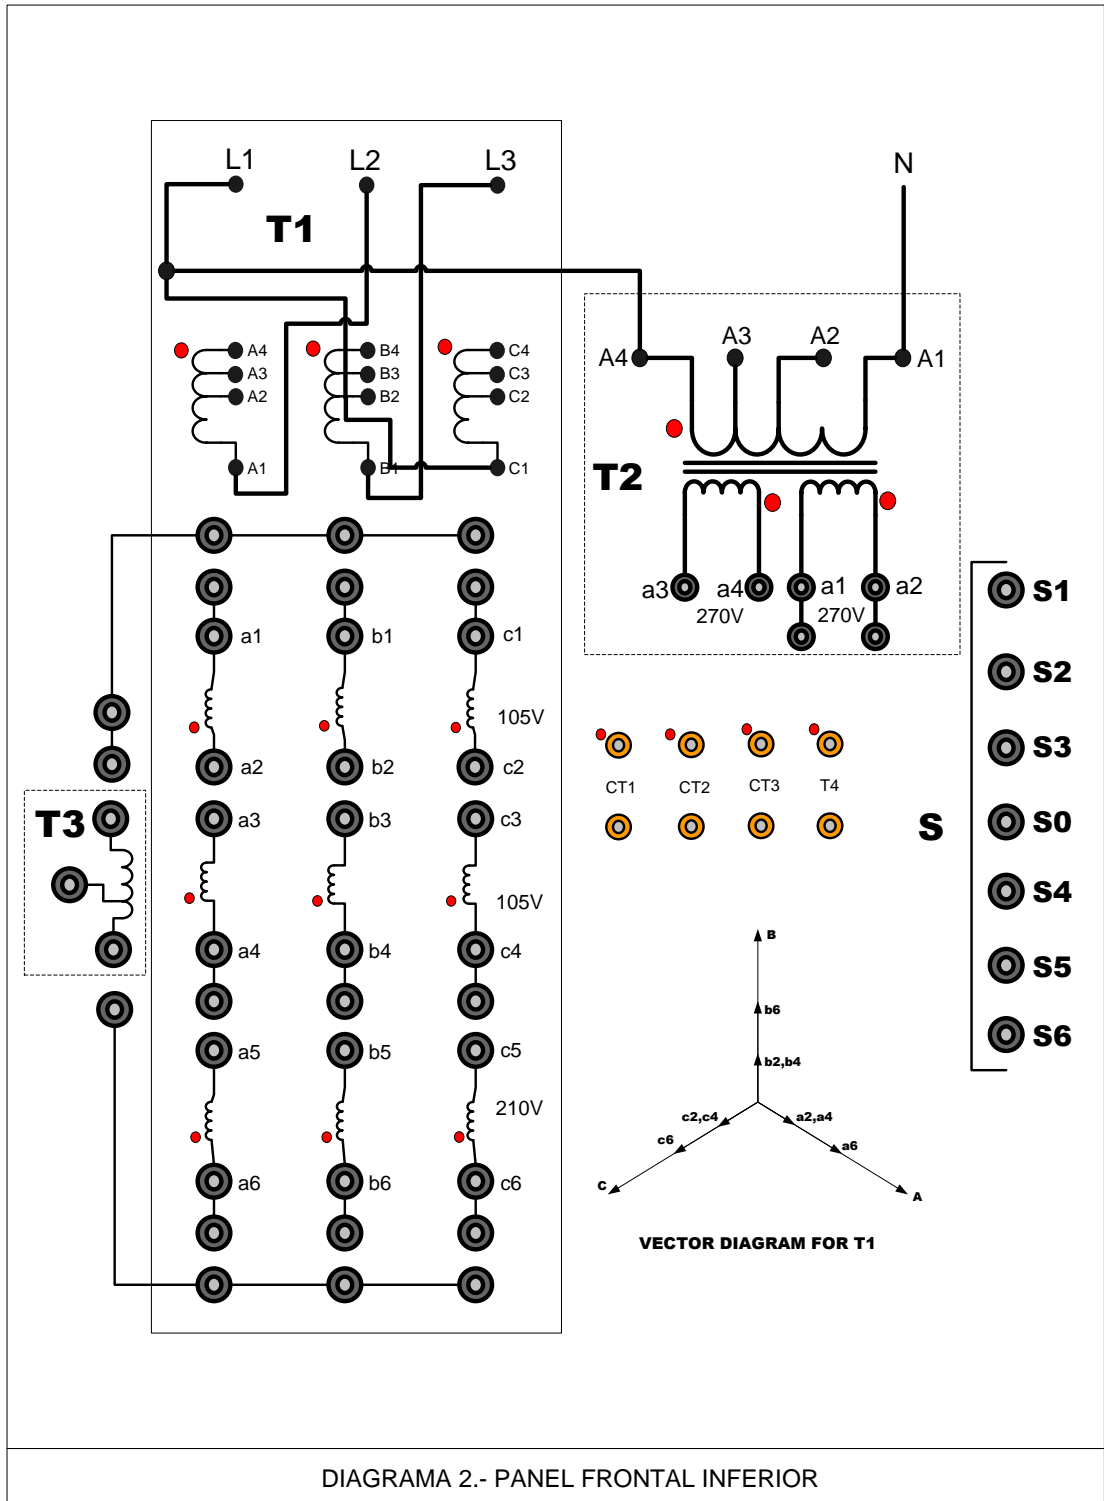 L1 L2 L3 N
T1
A4 B4 C4
A3 B3 C3
A2 B2 C2
A1 B1 C1
A4 A3 A2 A1
T2
a3 a4 a1 a2
270V 270V
a1 b1 c1
105V
a2 b2 c2
T3
a3 b3 c3
105V
a4 b4 c4
a5 b5 c5
210V
a6 b6 c6
CT1 CT2 CT3 T4
S
S1
S2
S3
S0
S4
S5
S6
B
b6
b2,b4
c2,c4 a2,a4
c6 a6
C A
VECTOR DIAGRAM FOR T1
DIAGRAMA 2.- PANEL FRONTAL INFERIOR